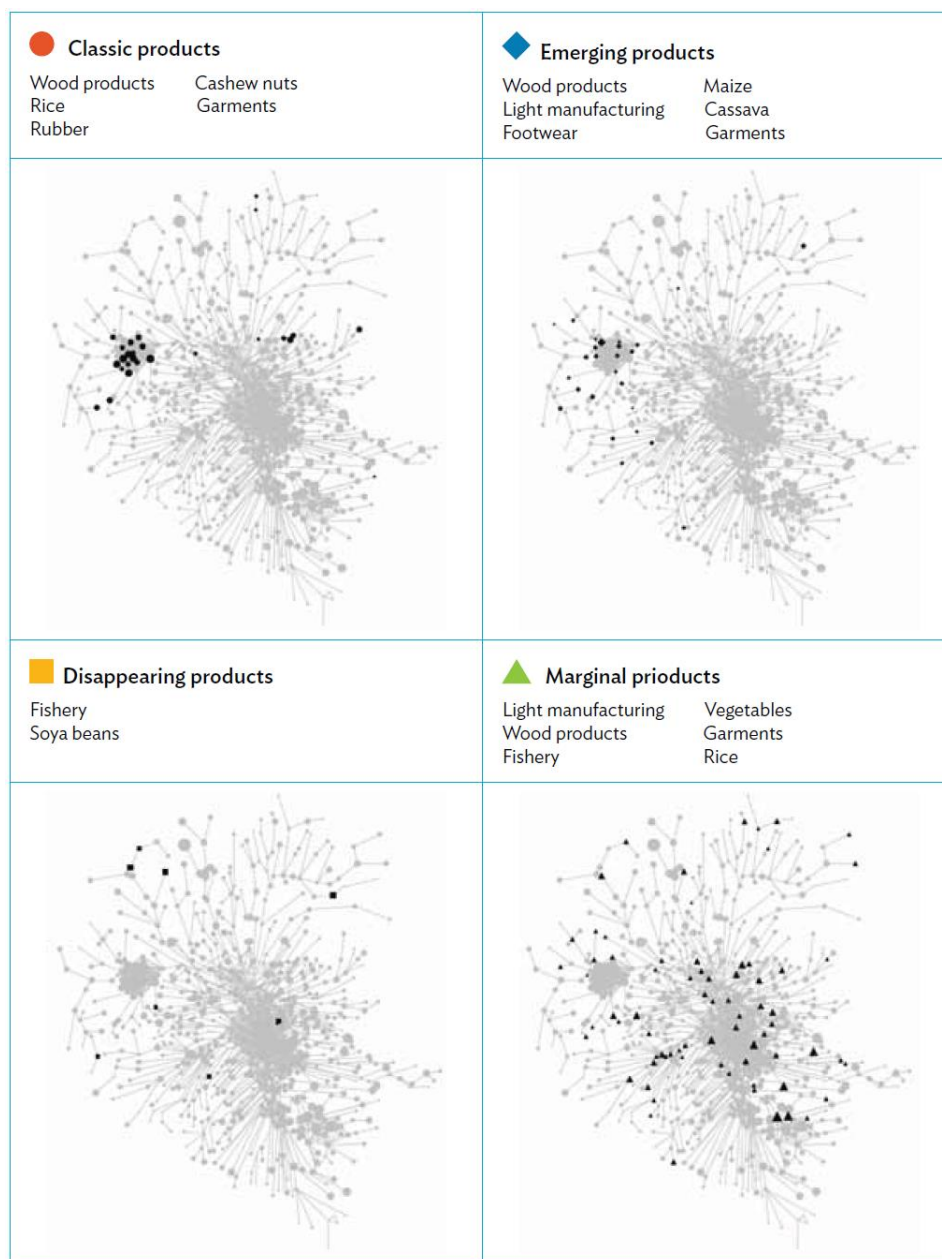 Classic products
Wood products Cashew nuts
Rice Garments
Rubber
Emerging products
Wood products Maize
Light manufacturing Cassava
Footwear Garments
Disappearing products
Fishery
Soya beans
Marginal prioducts
Light manufacturing Vegetables
Wood products Garments
Fishery Rice